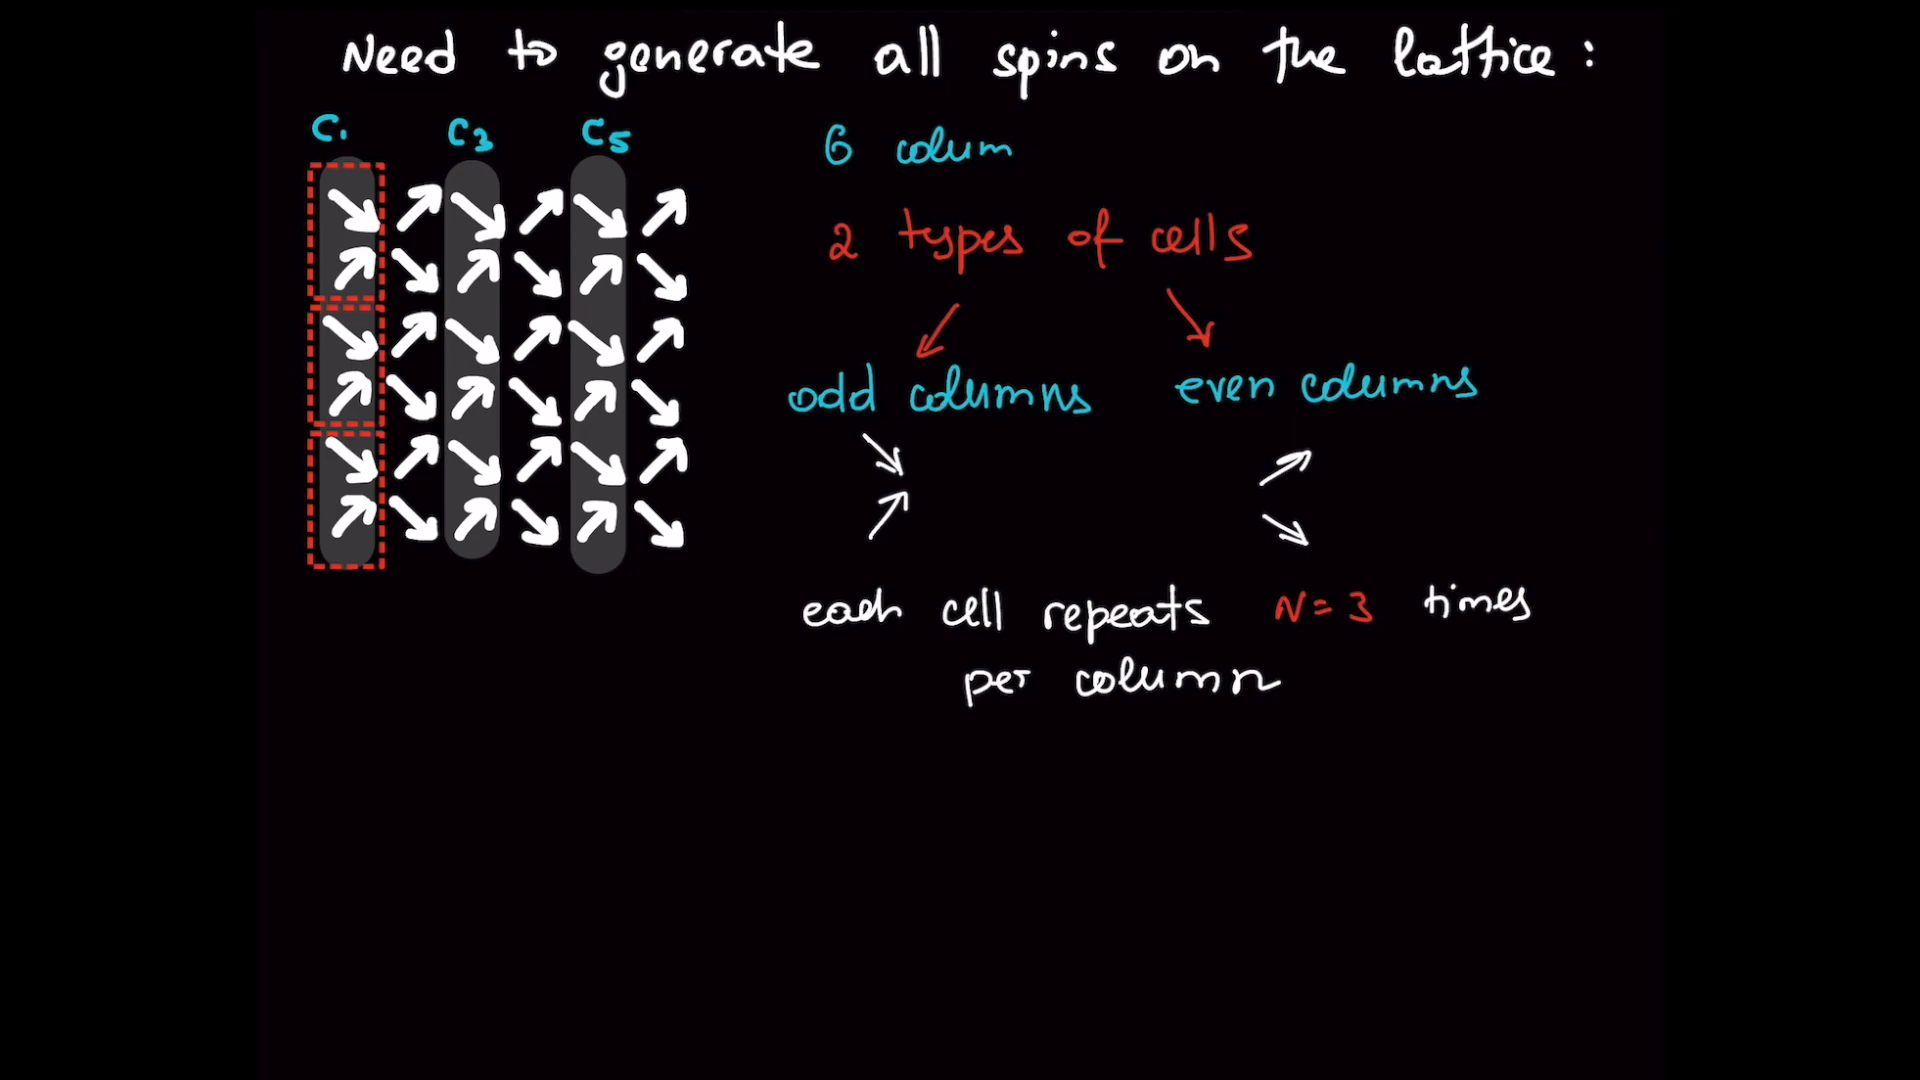 Need to generate all spins on the lattice :
C1 C3 C5
6 colum
2 types of cells
odd columns even columns
each cell repeats N = 3 times
per column